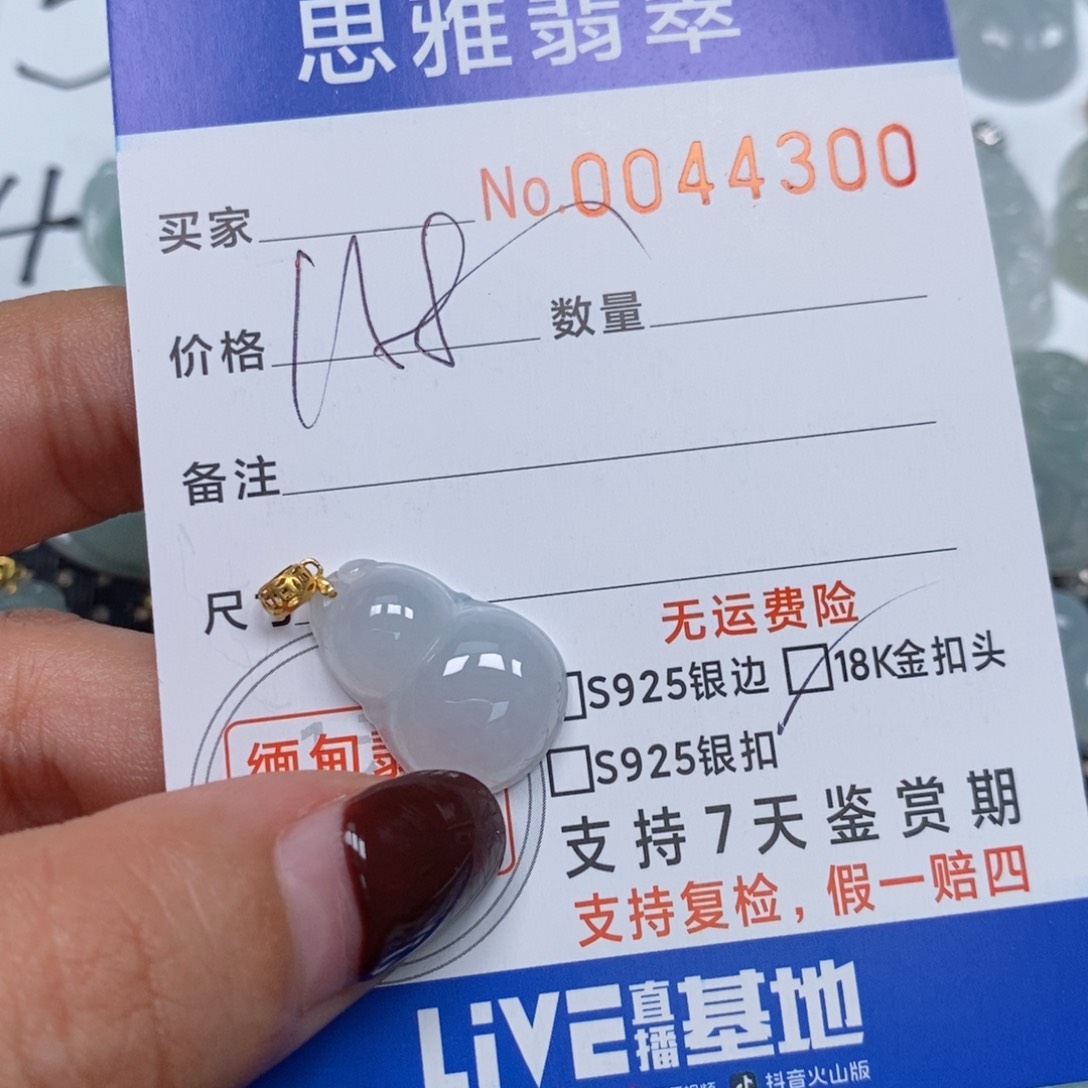 思雅翡翠
No.0044300
买家
价格
数量
备注
尺寸
无运费险
S925银边 18K金扣头
S925银扣
缅甸翡
支持7天鉴赏期
支持复检，假一赔四
LiVE直播基地
抖音火山版
4